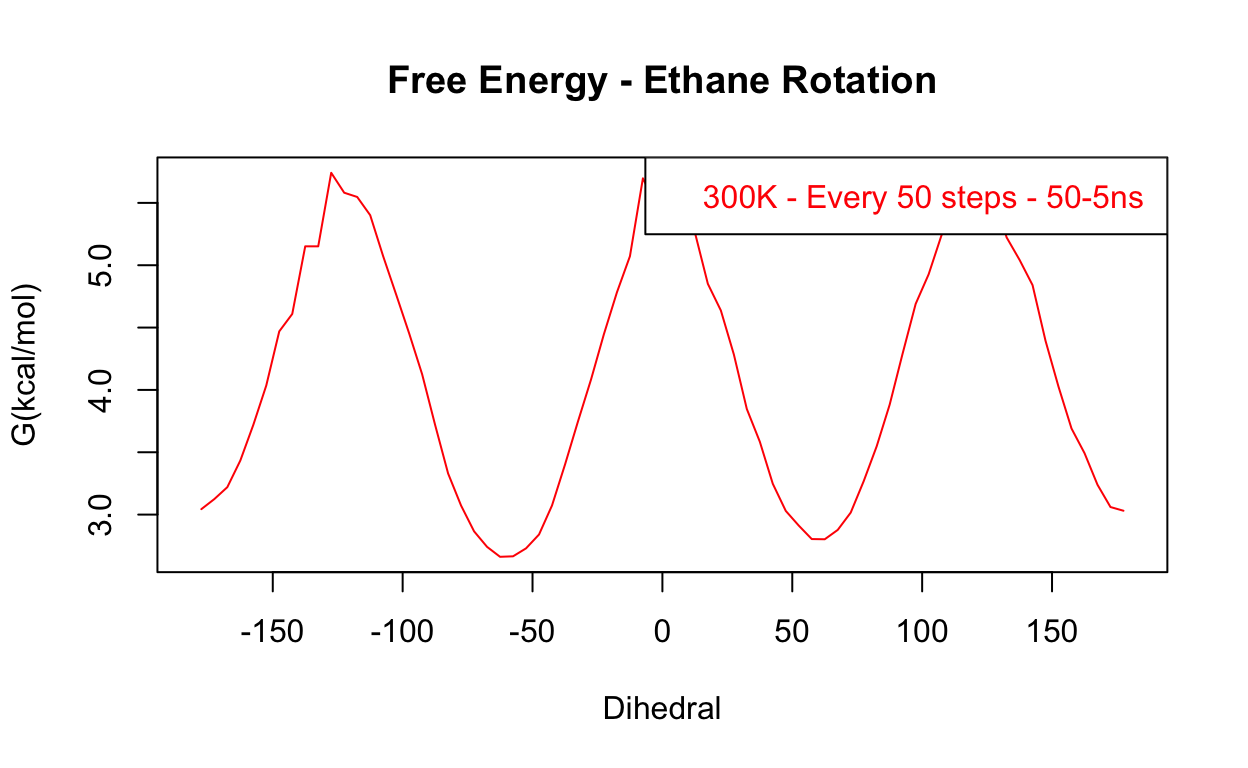 Free Energy - Ethane Rotation
300K - Every 50 steps - 50-5ns
G(kcal/mol)
5.0
4.0
3.0
-150 -100 -50 0 50 100 150
Dihedral